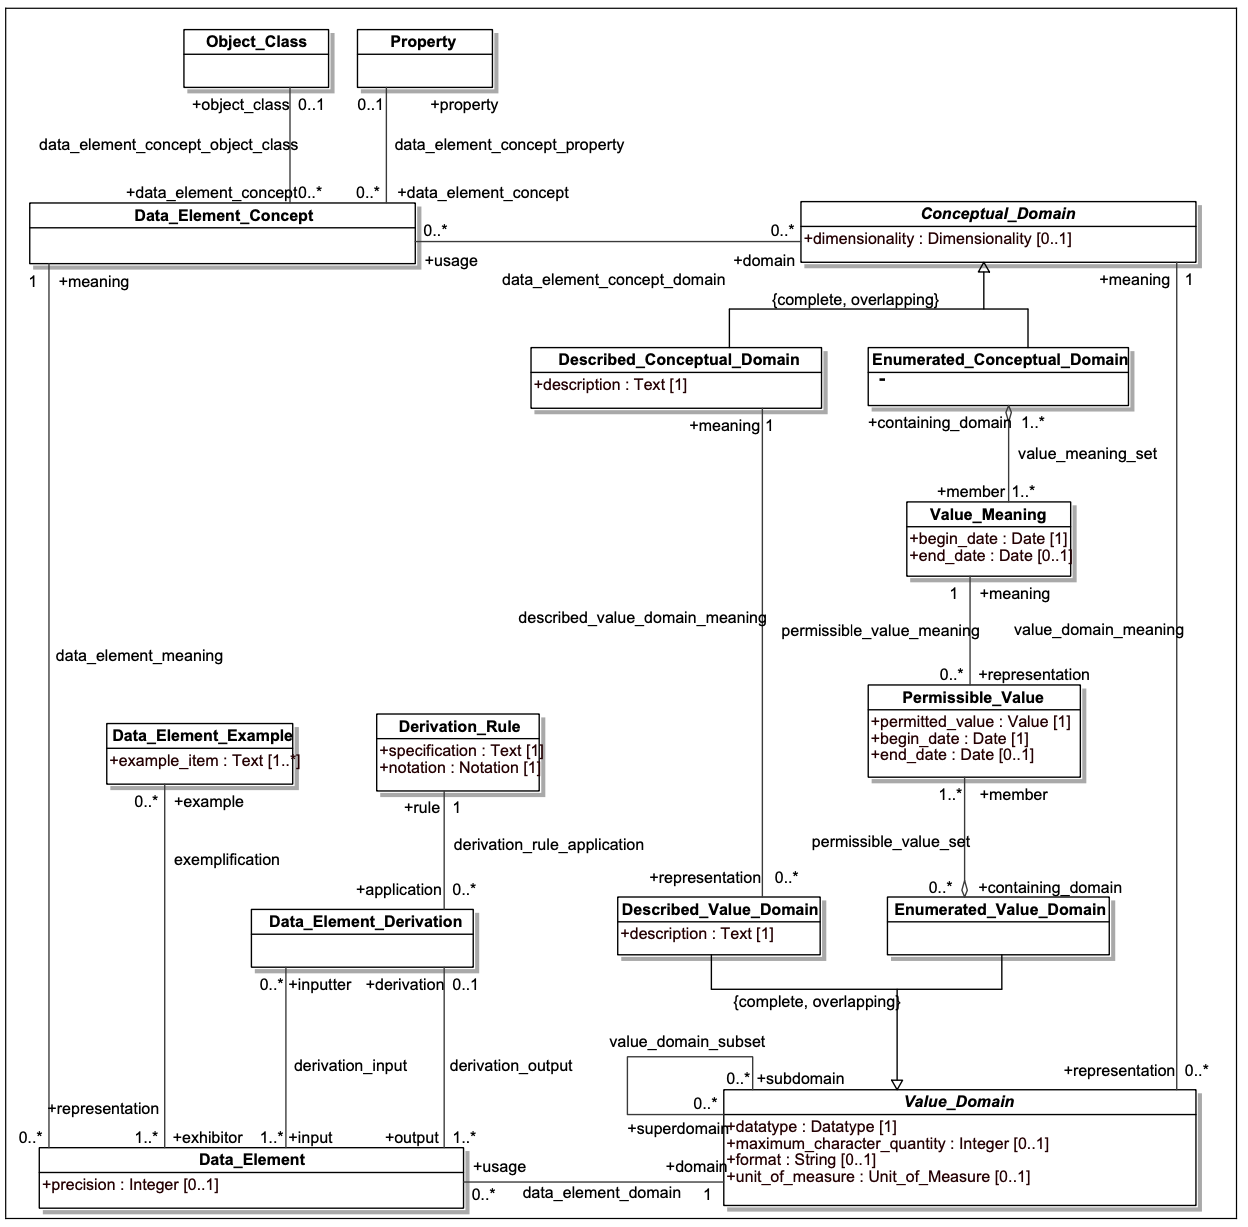 Object_Class
Property
+object_class 0..1
0..1 +property
data_element_concept_object_class
data_element_concept_property
+data_element_concept 0..*
0..* +data_element_concept
Data_Element_Concept
Conceptual_Domain
+dimensionality : Dimensionality [0..1]
0..*
0..*
+usage
+domain
data_element_concept_domain
1 +meaning
+meaning 1
{complete, overlapping}
Described_Conceptual_Domain
+description : Text [1]
Enumerated_Conceptual_Domain
-
+meaning 1
+containing_domain 1..*
value_meaning_set
+member 1..*
Value_Meaning
+begin_date : Date [1]
+end_date : Date [0..1]
1 +meaning
described_value_domain_meaning
permissible_value_meaning
value_domain_meaning
data_element_meaning
0..* +representation
Permissible_Value
+permitted_value : Value [1]
+begin_date : Date [1]
+end_date : Date [0..1]
Data_Element_Example
+example_item : Text [1..*]
Derivation_Rule
+specification : Text [1]
+notation : Notation [1]
0..* +example
+rule 1
1..* +member
exemplification
derivation_rule_application
permissible_value_set
+application 0..*
+representation 0..*
0..* +containing_domain
Data_Element_Derivation
Described_Value_Domain
+description : Text [1]
Enumerated_Value_Domain
0..* +inputter
+derivation 0..1
{complete, overlapping}
value_domain_subset
derivation_input
derivation_output
0..* +subdomain
+representation 0..*
0..*
+superdomain
Value_Domain
+datatype : Datatype [1]
+maximum_character_quantity : Integer [0..1]
+format : String [0..1]
+unit_of_measure : Unit_of_Measure [0..1]
+representation
0..*
1..* +exhibitor
1..* +input
+output 1..*
Data_Element
+precision : Integer [0..1]
+usage
+domain
0..*
data_element_domain
1